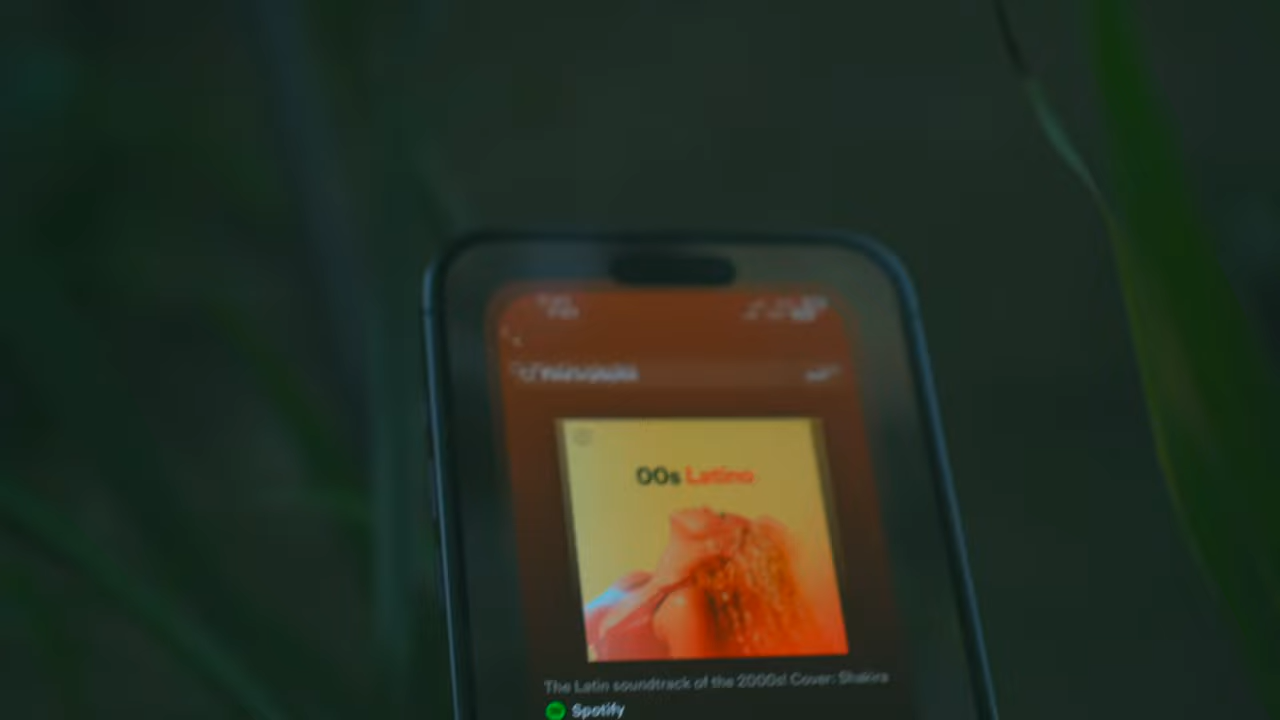 00s Latino
The Latin soundtrack of the 2000s! Cover: Shakira
Spotify